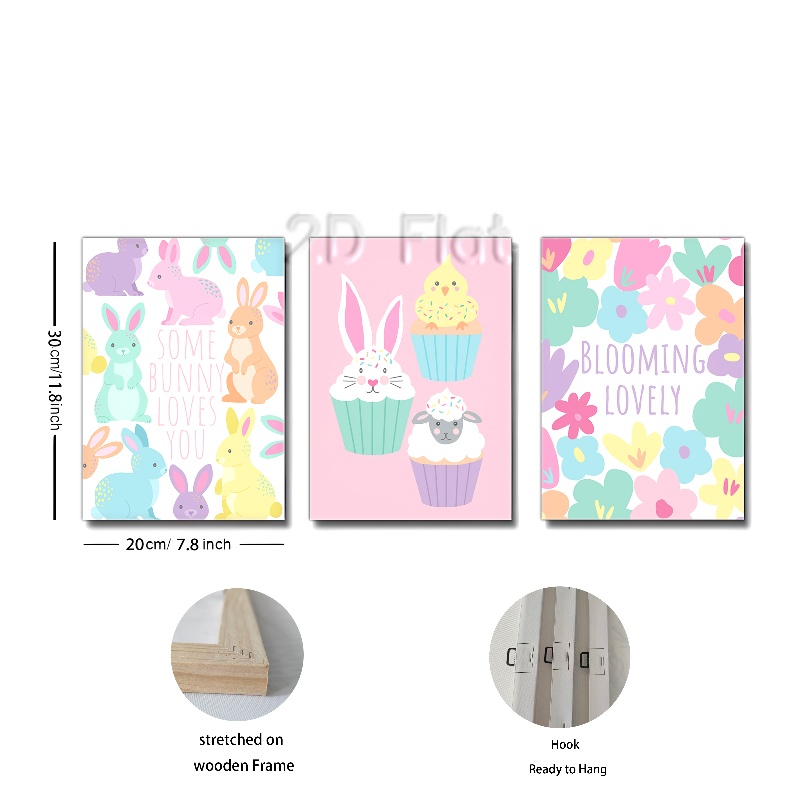 2D Flat
SOME
BUNNY
LOVES
YOU
BLOOMING
LOVELY
30cm/11.8inch
20cm/ 7.8 inch
stretched on
wooden Frame
Hook
Ready to Hang